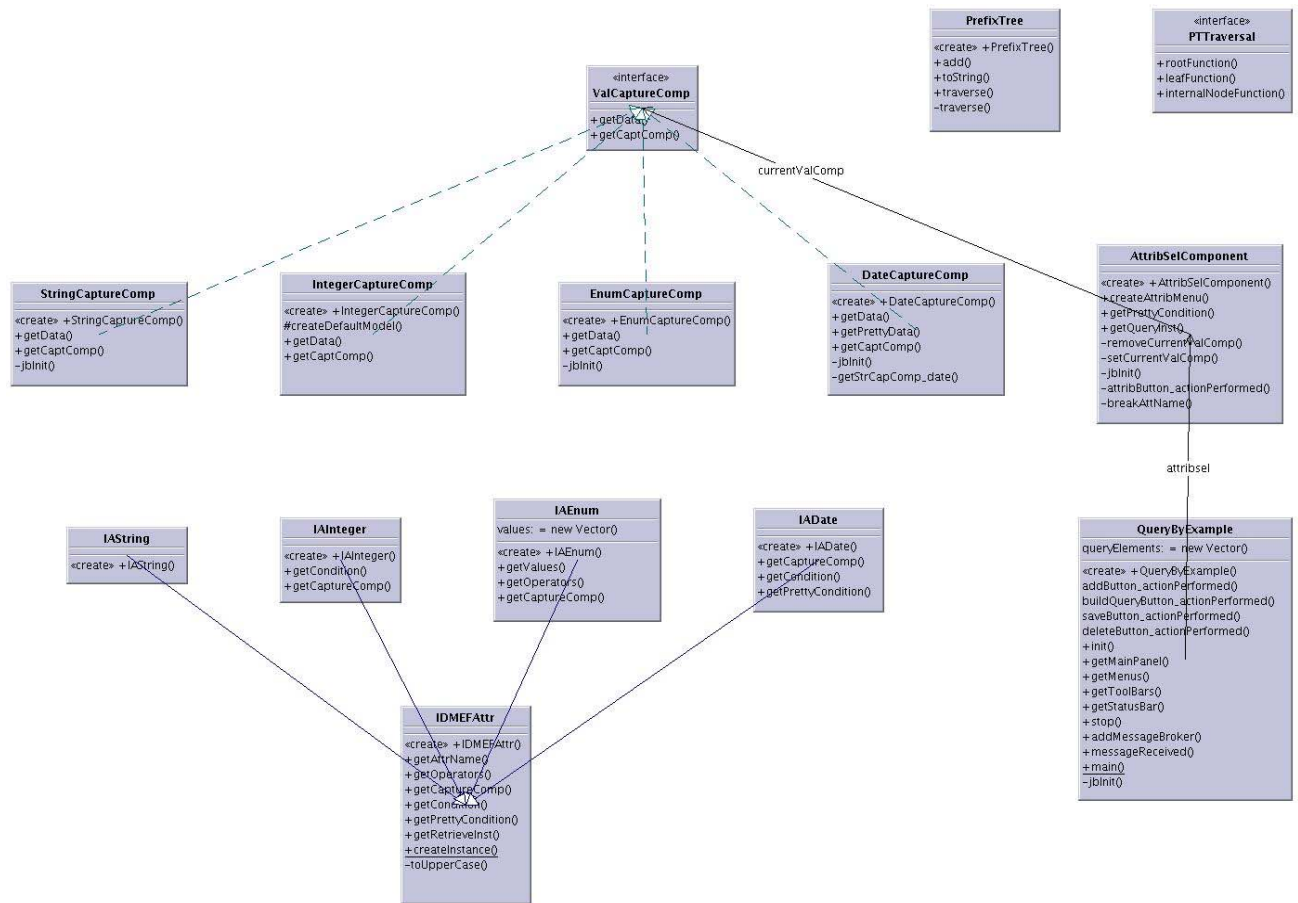 PrefixTree
«create» +PrefixTree()
+add()
+toString()
+traverse()
-traverse()
«interface»
PTTraversal
+rootFunction()
+leafFunction()
+internalNodeFunction()
«interface»
ValCaptureComp
+getData()
+getCaptComp()
currentValComp
StringCaptureComp
«create» +StringCaptureComp()
+getData()
+getCaptComp()
-jbInit()
IntegerCaptureComp
«create» +IntegerCaptureComp()
#createDefaultModel()
+getData()
+getCaptComp()
EnumCaptureComp
«create» +EnumCaptureComp()
+getData()
+getCaptComp()
-jbInit()
DateCaptureComp
«create» +DateCaptureComp()
+getData()
+getPrettyData()
+getCaptComp()
-jbInit()
-getStrCapComp_date()
AttribSelComponent
«create» +AttribSelComponent()
+createAttribMenu()
+getPrettyCondition()
+getQueryInst()
-removeCurrentValComp()
-setCurrentValComp()
-jbInit()
-attribButton_actionPerformed()
-breakAttName()
attribsel
IAString
«create» +IAString()
IAInteger
«create» +IAInteger()
+getCondition()
+getCaptureComp()
IAEnum
values: = new Vector()
«create» +IAEnum()
+getValues()
+getOperators()
+getCaptureComp()
IADate
«create» +IADate()
+getCaptureComp()
+getCondition()
+getPrettyCondition()
QueryByExample
queryElements: = new Vector()
«create» +QueryByExample()
addButton_actionPerformed()
buildQueryButton_actionPerformed()
saveButton_actionPerformed()
deleteButton_actionPerformed()
+init()
+getMainPanel()
+getMenus()
+getToolBars()
+getStatusBar()
+stop()
+addMessageBroker()
+messageReceived()
+main()
-jbInit()
IDMEFAttr
«create» +IDMEFAttr()
+getAttrName()
+getOperators()
+getCaptureComp()
+getCondition()
+getPrettyCondition()
+getRetrieveInst()
+createInstance()
-toUpperCase()